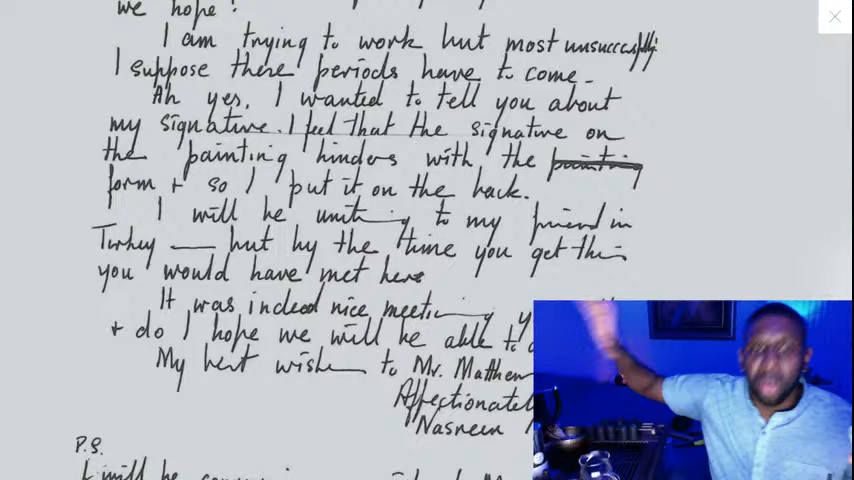 we hope?
I am trying to work but most unsuccessfully
I suppose these periods have to come –
Ah yes, I wanted to tell you about
my signature. I feel that the signature on
the painting hinders with the painting
form + so I put it on the back.
I will be writing to my friend in
Turkey — but by the time you get this
you would have met her
It was indeed nice meeting
+ do I hope we will be able to
My best wishes to Mr. Matthew
Affectionately
Nasreen
P.S.
I will be